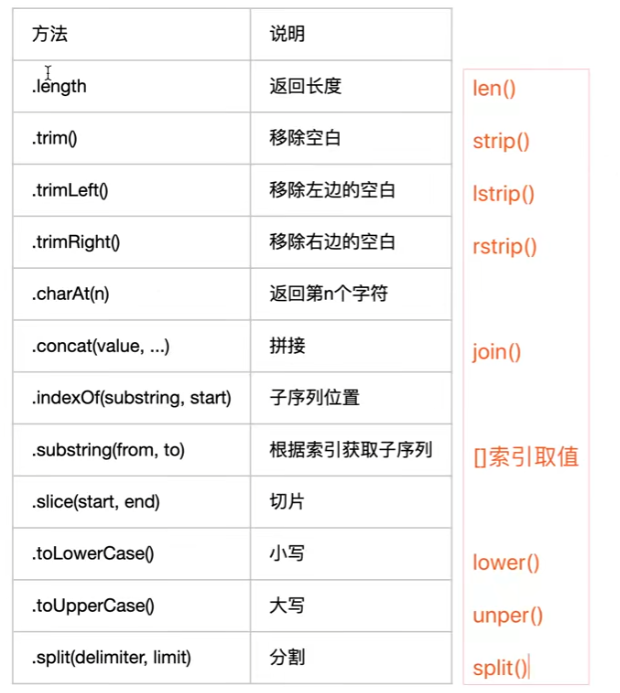 方法 说明
.length 返回长度 len()
.trim() 移除空白 strip()
.trimLeft() 移除左边的空白 lstrip()
.trimRight() 移除右边的空白 rstrip()
.charAt(n) 返回第n个字符
.concat(value, ...) 拼接 join()
.indexOf(substring, start) 子序列位置
.substring(from, to) 根据索引获取子序列 []索引取值
.slice(start, end) 切片
.toLowerCase() 小写 lower()
.toUpperCase() 大写 unper()
.split(delimiter, limit) 分割 split()